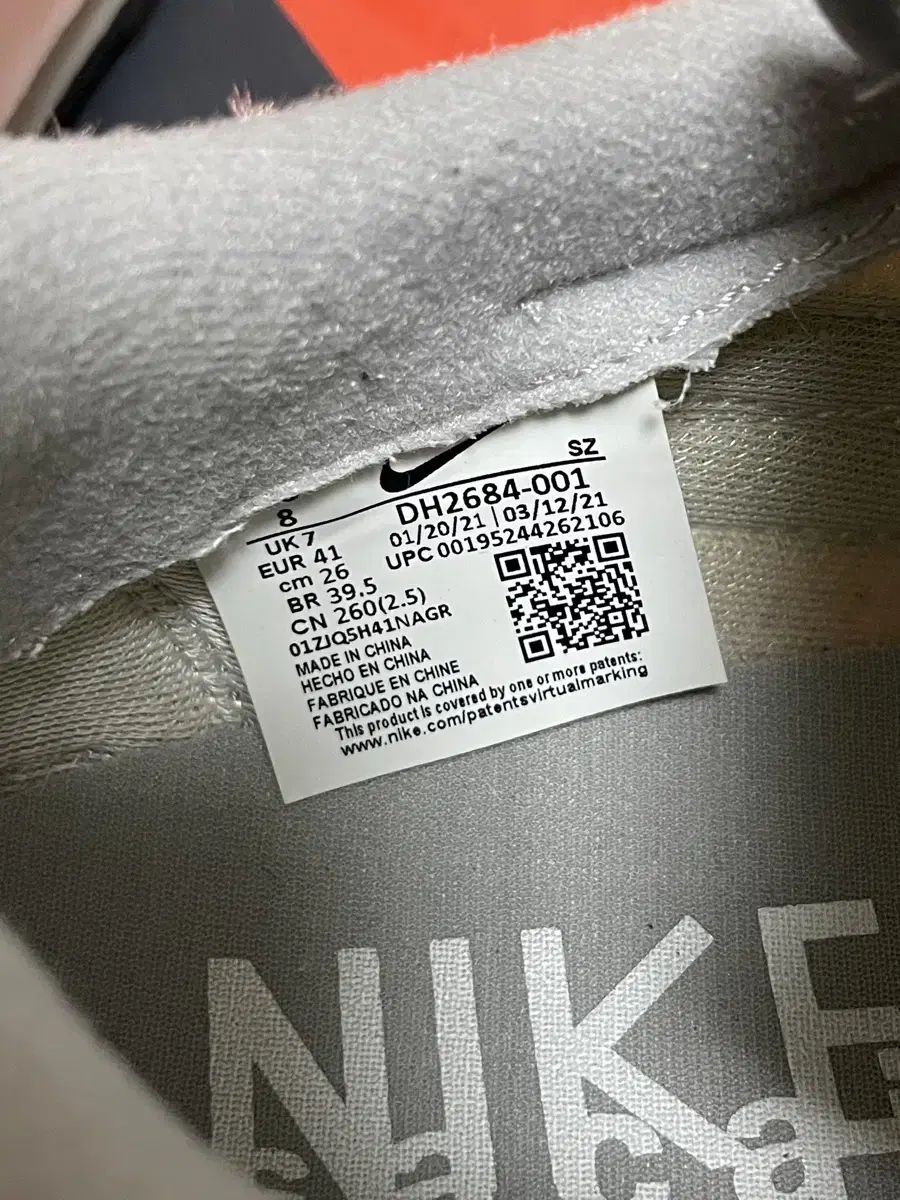 SZ
8
DH2684-001
UK 7
01/20/21 | 03/12/21
EUR 41
UPC 00195244262106
cm 26
BR 39.5
CN 260(2.5)
01ZJQ5H41NAGR
MADE IN CHINA
HECHO EN CHINA
FABRIQUE EN CHINE
FABRICADO NA CHINA
This product is covered by one or more patents:
www.nike.com/patentsvirtualmarking
NIKE
sacai